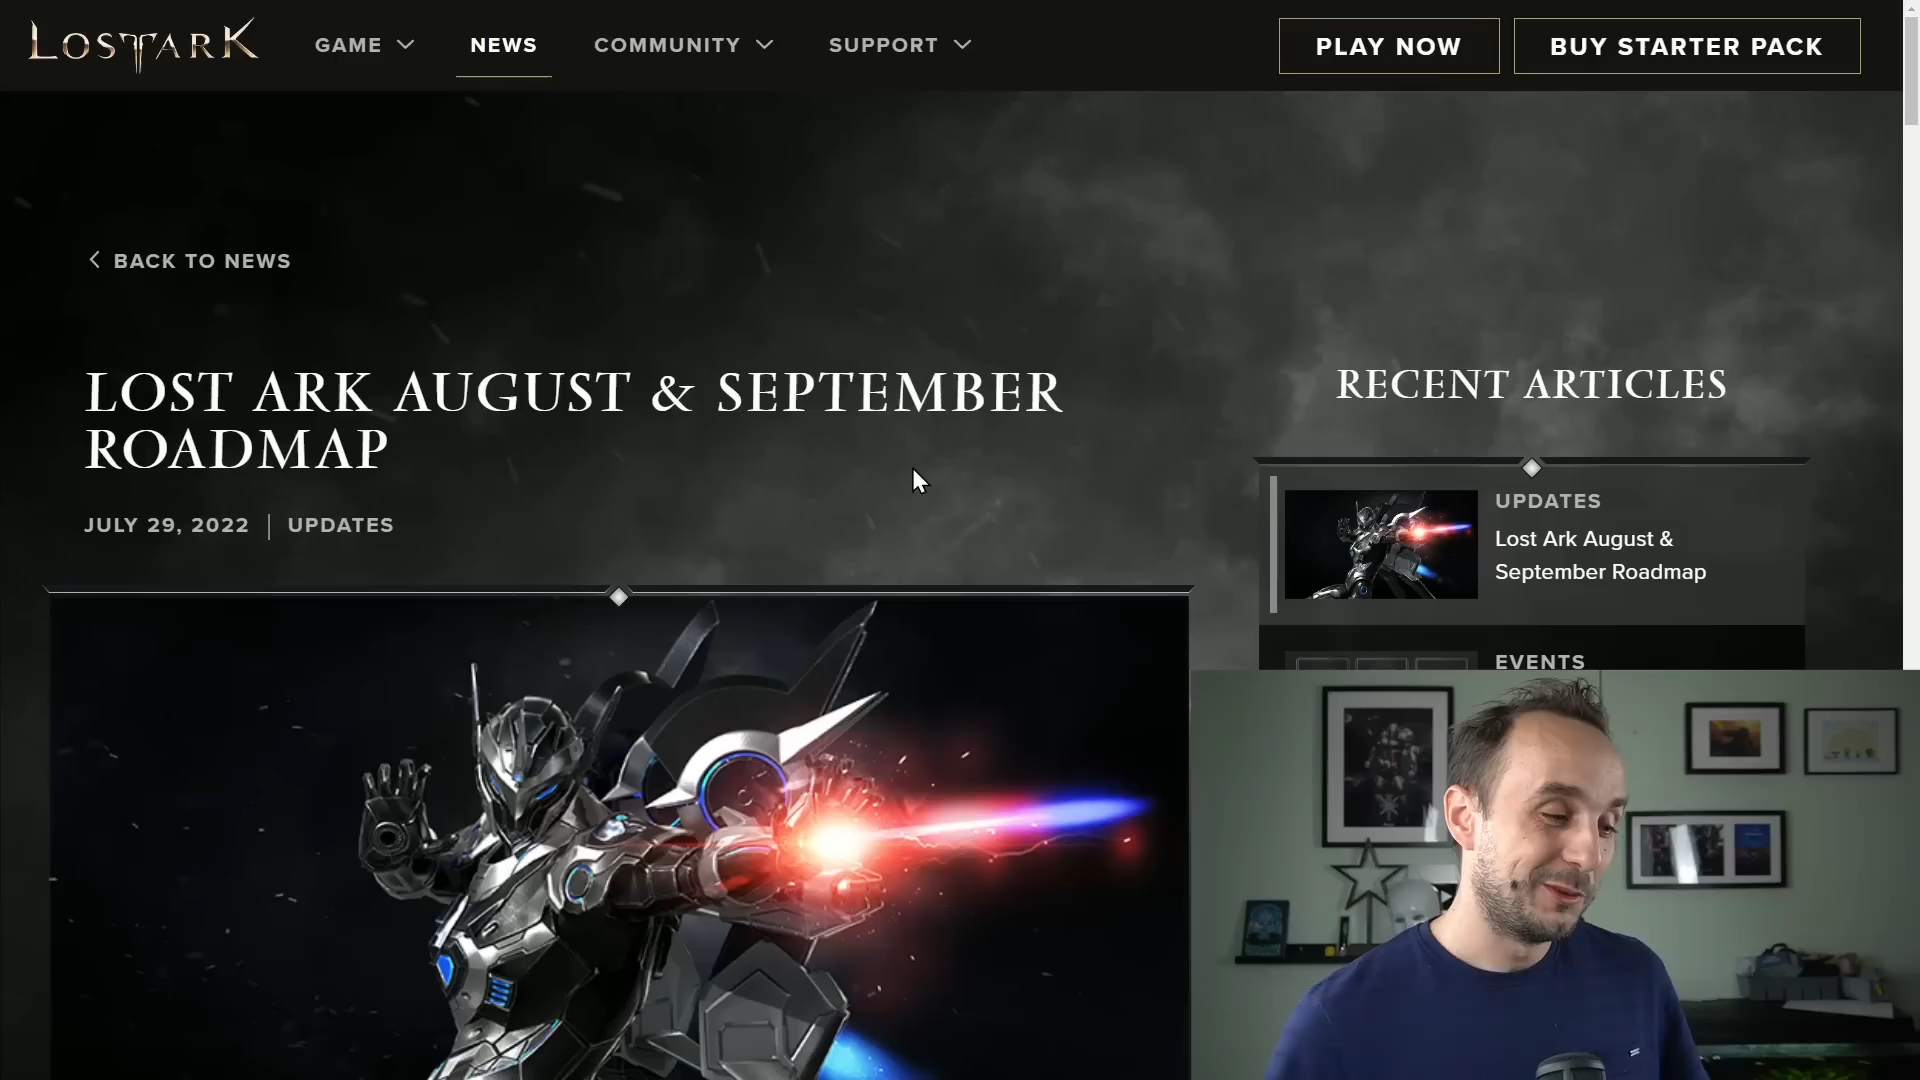 LOST ARK
GAME
NEWS
COMMUNITY
SUPPORT
PLAY NOW
BUY STARTER PACK
BACK TO NEWS
LOST ARK AUGUST & SEPTEMBER
ROADMAP
JULY 29, 2022 | UPDATES
RECENT ARTICLES
UPDATES
Lost Ark August &
September Roadmap
EVENTS